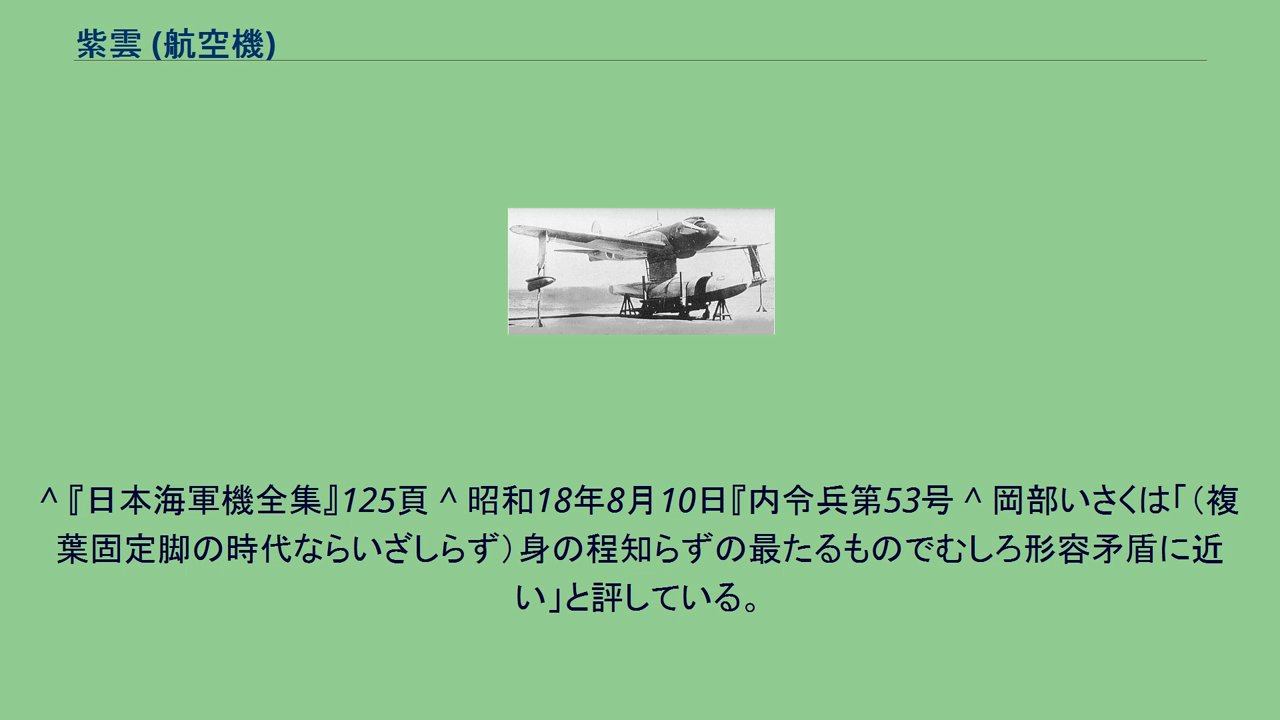 紫雲 (航空機)
^『日本海軍機全集』125頁 ^ 昭和18年8月10日『内令兵第53号 ^ 岡部いさくは「（複
葉固定脚の時代ならいざしらず）身の程知らずの最たるものでむしろ形容矛盾に近
い」と評している。